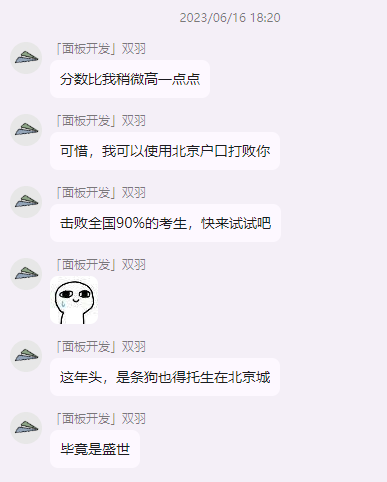 2023/06/16 18:20
「面板开发」双羽
分数比我稍微高一点点
「面板开发」双羽
可惜，我可以使用北京户口打败你
「面板开发」双羽
击败全国90%的考生，快来试试吧
「面板开发」双羽
「面板开发」双羽
这年头，是条狗也得托生在北京城
「面板开发」双羽
毕竟是盛世